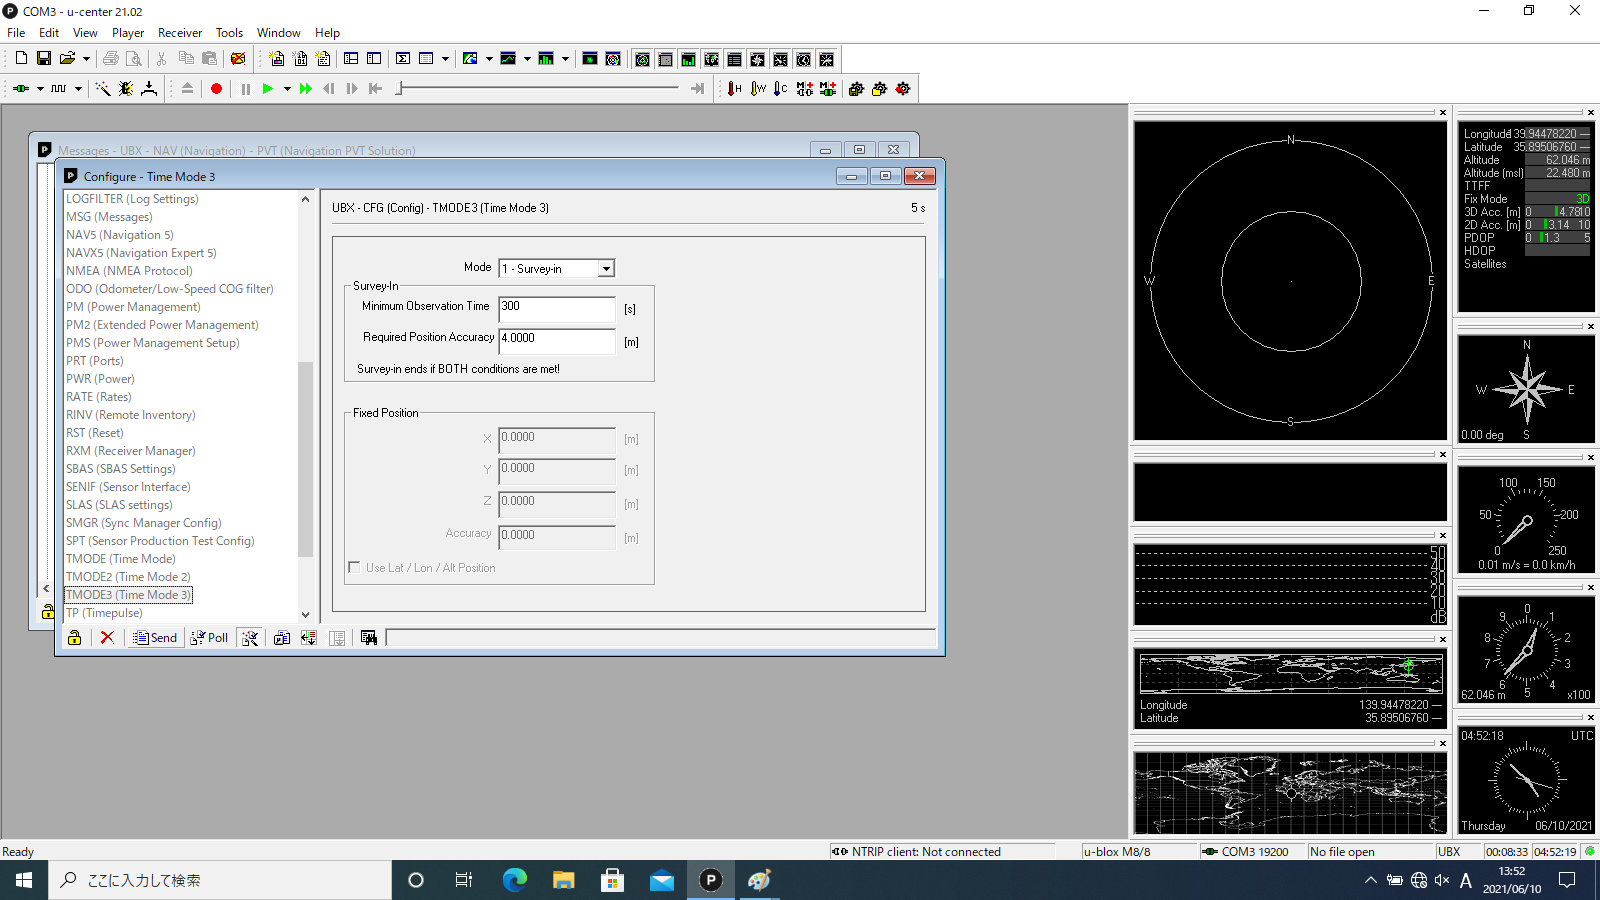 COM3 - u-center 21.02
File Edit View Player Receiver Tools Window Help
Messages - UBX - NAV (Navigation) - PVT (Navigation PVT Solution)
Configure - Time Mode 3
LOGFILTER (Log Settings)
MSG (Messages)
NAV5 (Navigation 5)
NAVX5 (Navigation Expert 5)
NMEA (NMEA Protocol)
ODO (Odometer/Low-Speed COG filter)
PM (Power Management)
PM2 (Extended Power Management)
PMS (Power Management Setup)
PRT (Ports)
PWR (Power)
RATE (Rates)
RINV (Remote Inventory)
RST (Reset)
RXM (Receiver Manager)
SBAS (SBAS Settings)
SENIF (Sensor Interface)
SLAS (SLAS settings)
SMGR (Sync Manager Config)
SPT (Sensor Production Test Config)
TMODE (Time Mode)
TMODE2 (Time Mode 2)
TMODE3 (Time Mode 3)
TP (Timepulse)
UBX - CFG (Config) - TMODE3 (Time Mode 3) 5 s
Mode 1 - Survey-in
Survey-In
Minimum Observation Time 300 [s]
Required Position Accuracy 4.0000 [m]
Survey-in ends if BOTH conditions are met!
Fixed Position
X 0.0000 [m]
Y 0.0000 [m]
Z 0.0000 [m]
Accuracy 0.0000 [m]
Use Lat / Lon / Alt Position
Send Poll
N
W E
S
Longitude 139.94478220 —
Latitude 35.89506760 —
Altitude 62.046 m
Altitude (msl) 22.480 m
TTFF
Fix Mode 3D
3D Acc. [m] 0 4.78 10
2D Acc. [m] 0 3.14 10
PDOP 0 1.3 5
HDOP
Satellites
N
W E
0.00 deg S
100 150
50 200
0 250
0.01 m/s = 0.0 km/h
50
40
30
20
10
dB
0
9 1
8 2
7 3
6 5 4
62.046 m x100
Longitude 139.94478220 —
Latitude 35.89506760 —
04:52:18 UTC
Thursday 06/10/2021
Ready NTRIP client: Not connected u-blox M8/8 COM3 19200 No file open UBX 00:08:33 04:52:19
ここに入力して検索
A
13:52
2021/06/10